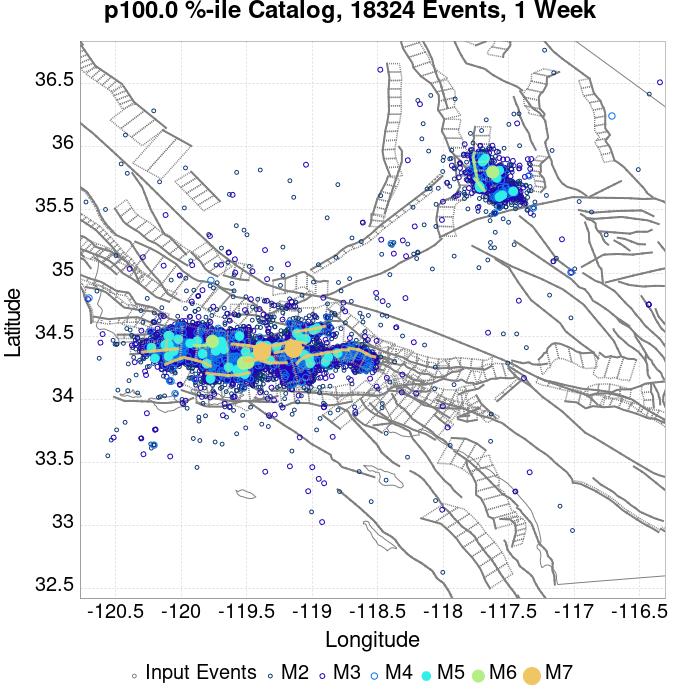 p100.0 %-ile Catalog, 18324 Events, 1 Week
36.5
36
35.5
35
34.5
34
33.5
33
32.5
Latitude
-120.5 -120 -119.5 -119 -118.5 -118 -117.5 -117 -116.5
Longitude
Input Events M2 M3 M4 M5 M6 M7